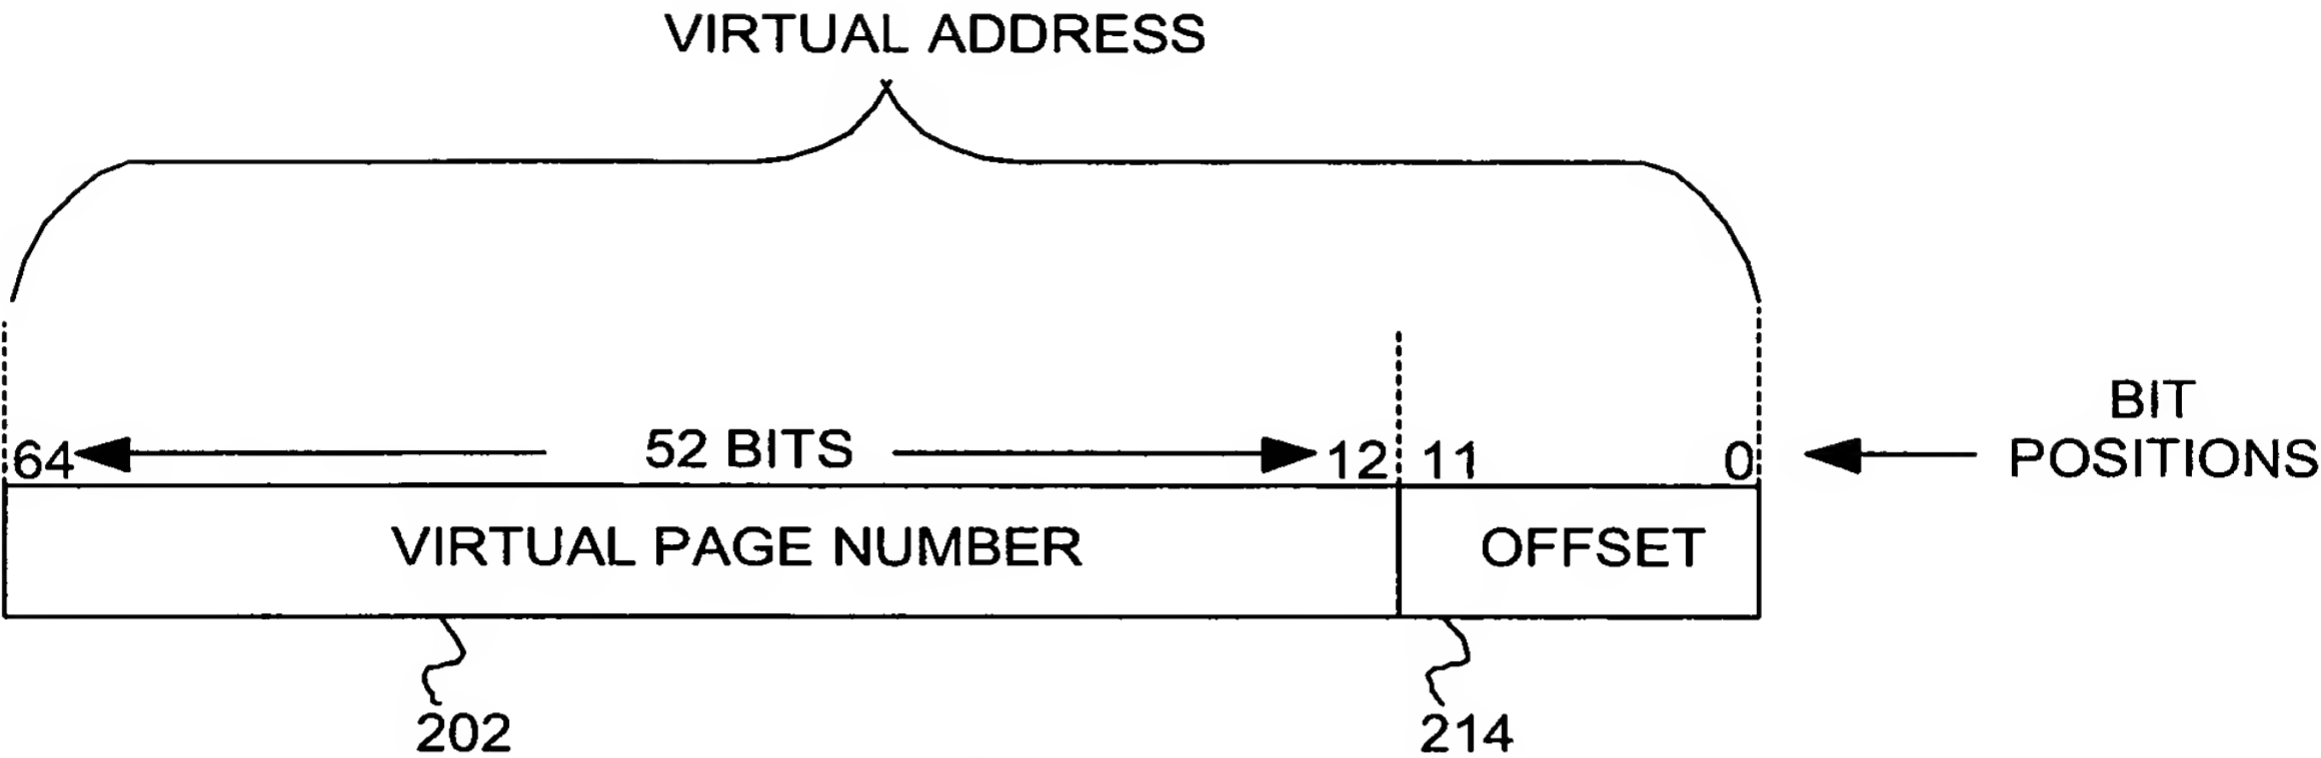 VIRTUAL ADDRESS
BIT
POSITIONS
64 52 BITS 12 11 0
VIRTUAL PAGE NUMBER OFFSET
202 214